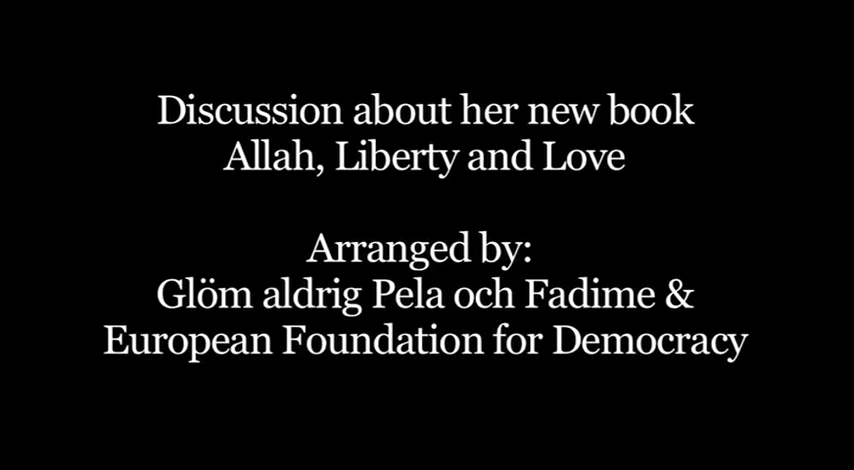 Discussion about her new book
Allah, Liberty and Love
Arranged by:
Glöm aldrig Pela och Fadime &
European Foundation for Democracy